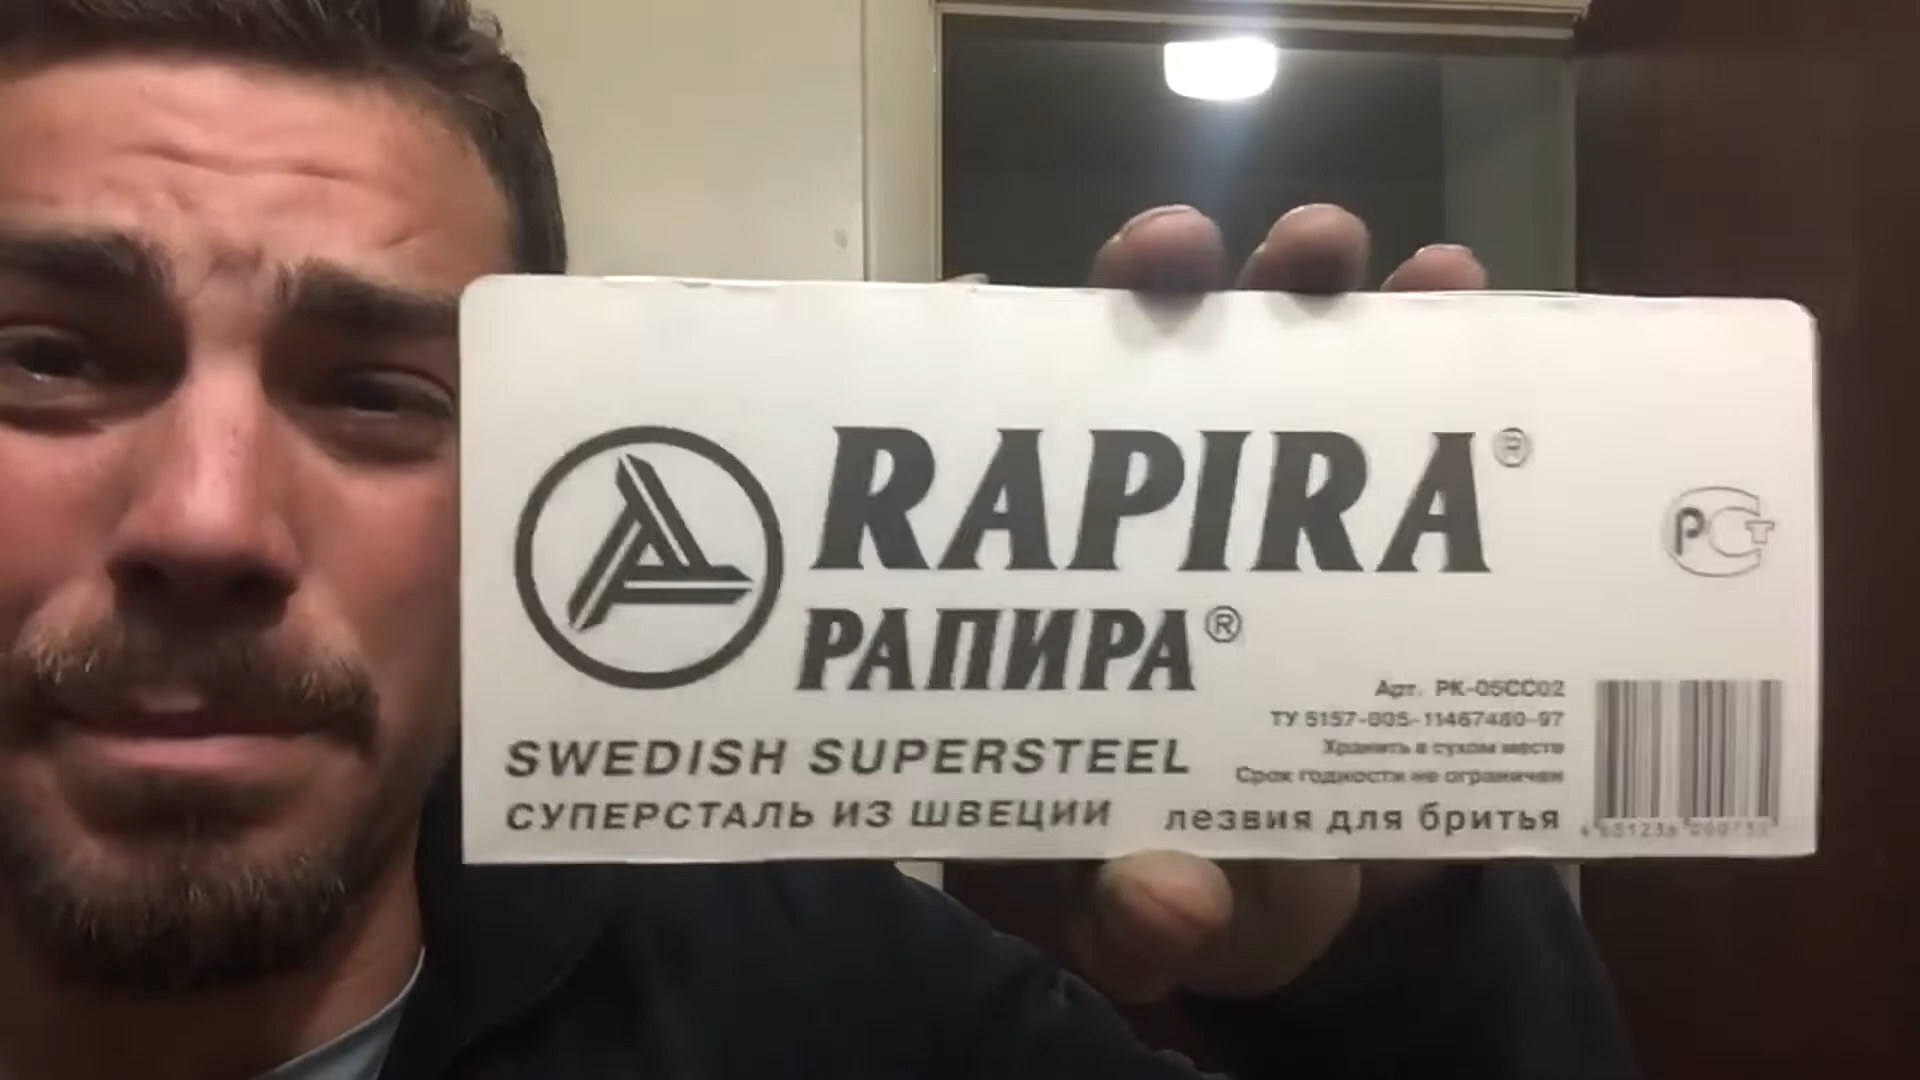 RAPIRA®
РАПИРА®
РСТ
SWEDISH SUPERSTEEL
СУПЕРСТАЛЬ ИЗ ШВЕЦИИ
Арт. РК-05СС02
ТУ 5157-005-11467480-97
Хранить в сухом месте
Срок годности не ограничен
лезвия для бритья